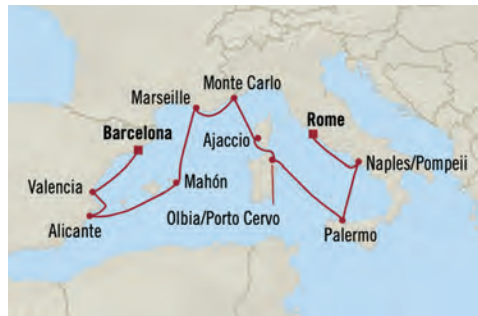 Monte Carlo
Marseille
Rome
Barcelona
Ajaccio
Naples/Pompeii
Valencia
Mahón
Olbia/Porto Cervo
Alicante
Palermo